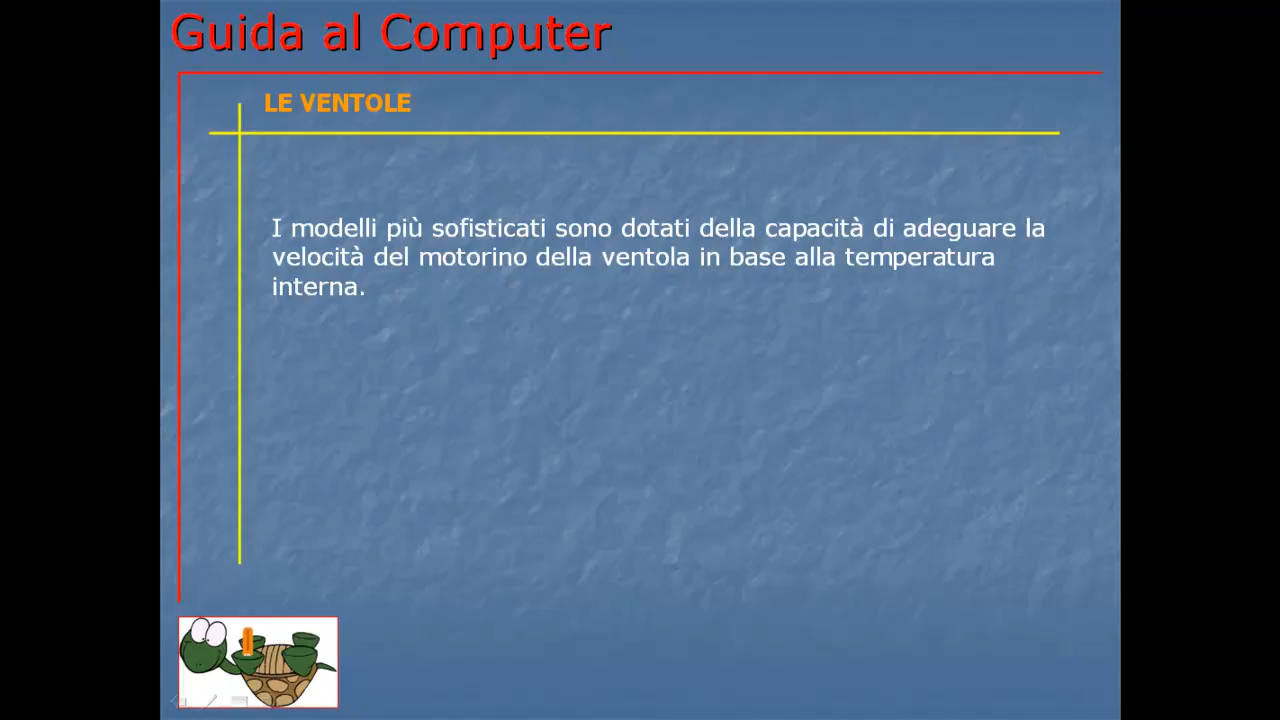 Guida al Computer
LE VENTOLE
I modelli più sofisticati sono dotati della capacità di adeguare la
velocità del motorino della ventola in base alla temperatura
interna.